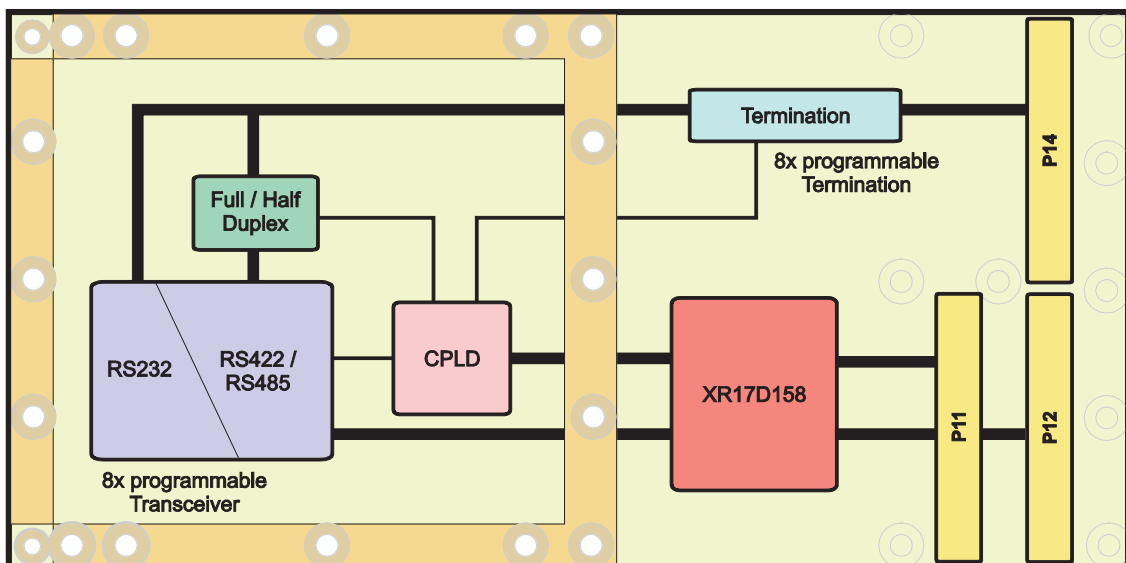 Termination
8x programmable
Termination
P14
Full / Half
Duplex
RS232
RS422 /
RS485
CPLD
XR17D158
P11
P12
8x programmable
Transceiver